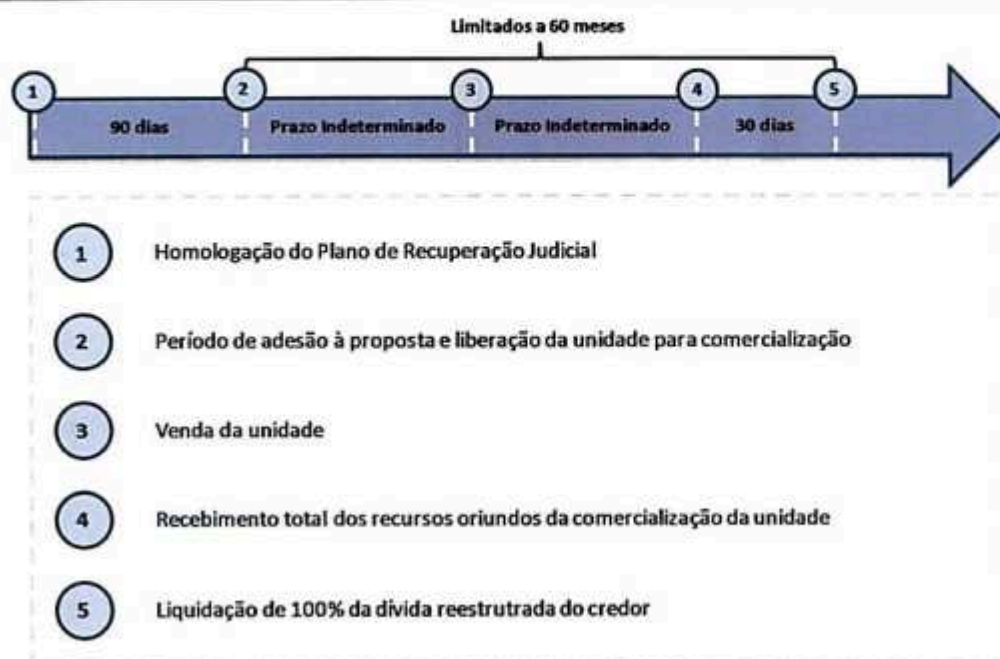 Limitados a 60 meses
1 2 3 4 5
90 dias Prazo Indeterminado Prazo Indeterminado 30 dias
1 Homologação do Plano de Recuperação Judicial
2 Período de adesão à proposta e liberação da unidade para comercialização
3 Venda da unidade
4 Recebimento total dos recursos oriundos da comercialização da unidade
5 Liquidação de 100% da dívida reestrutrada do credor